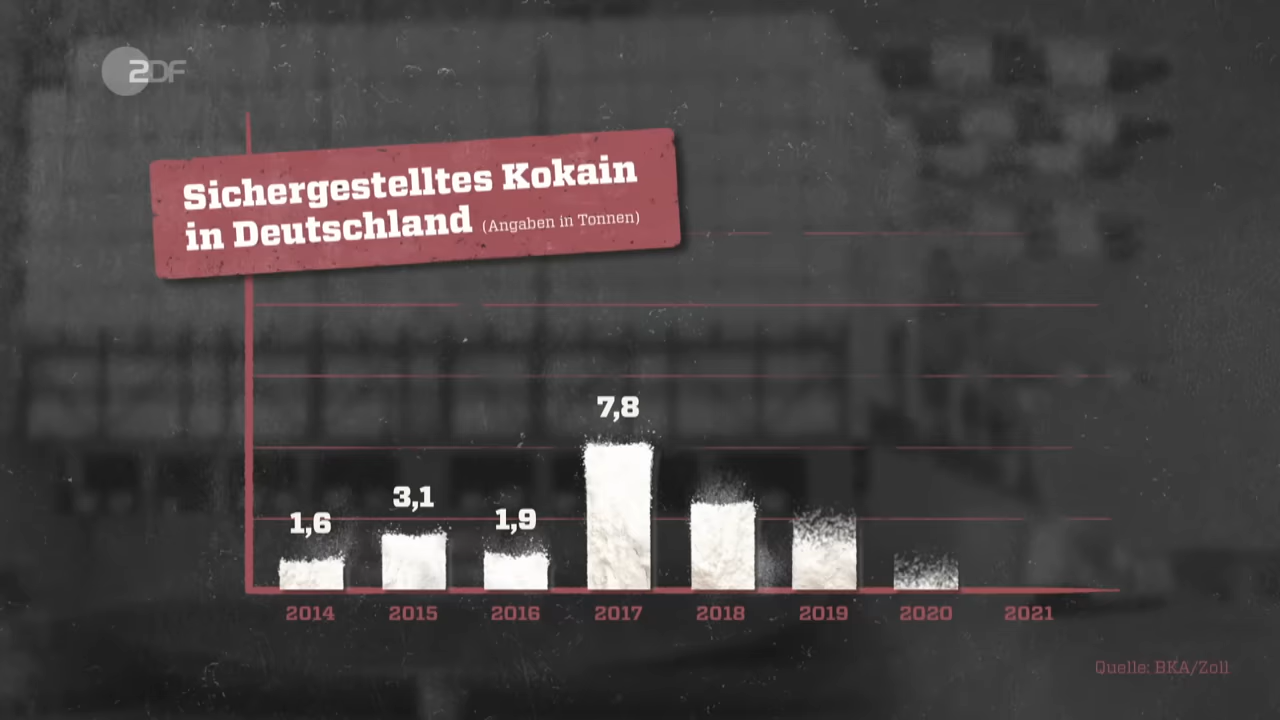 ZDF
Sichergestelltes Kokain
in Deutschland (Angaben in Tonnen)
7,8
3,1
1,6
1,9
2014 2015 2016 2017 2018 2019 2020 2021
Quelle: BKA/Zoll